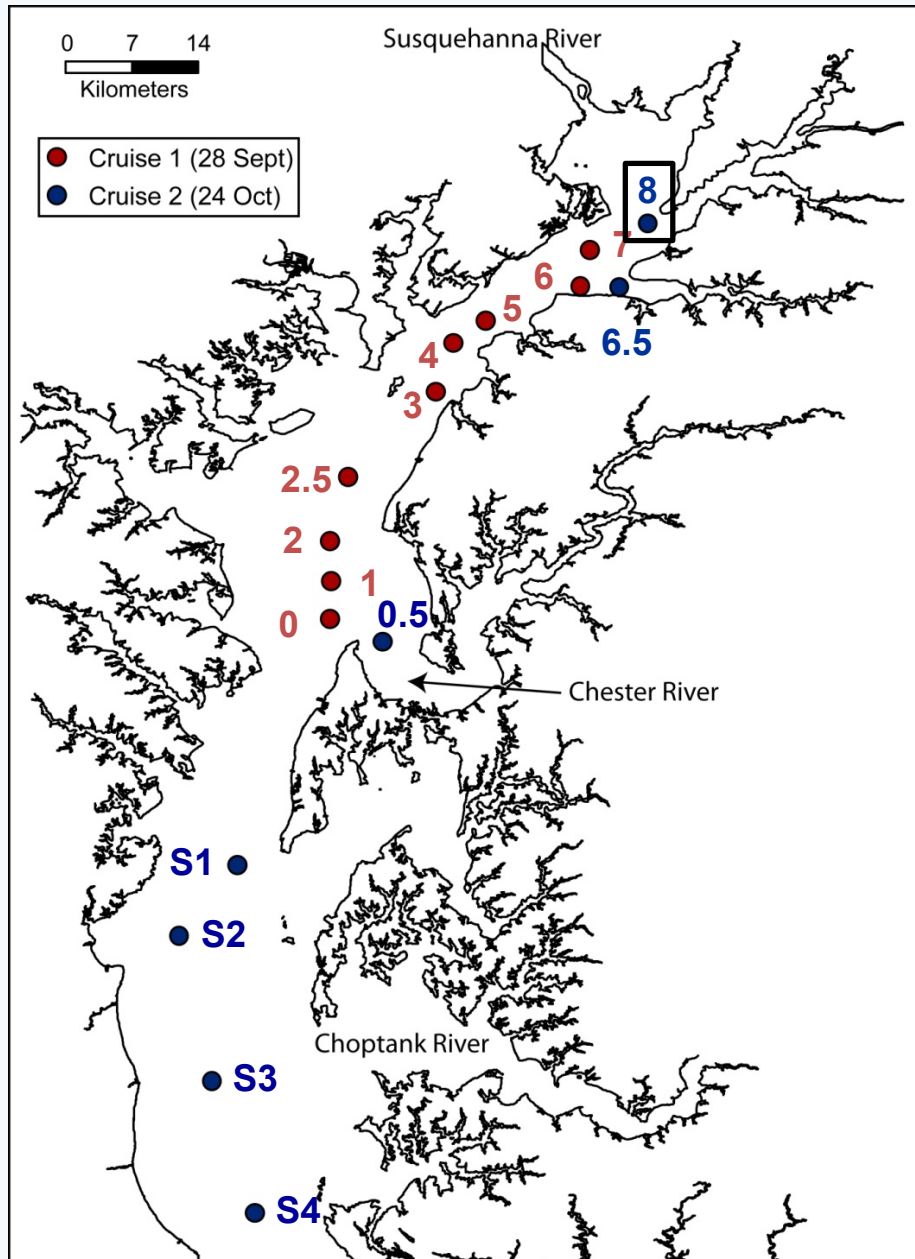 Susquehanna River
0 7 14
Kilometers
Cruise 1 (28 Sept)
Cruise 2 (24 Oct)
8
7
6
5
6.5
4
3
2.5
2
1
0.5
0
Chester River
S1
S2
Choptank River
S3
S4